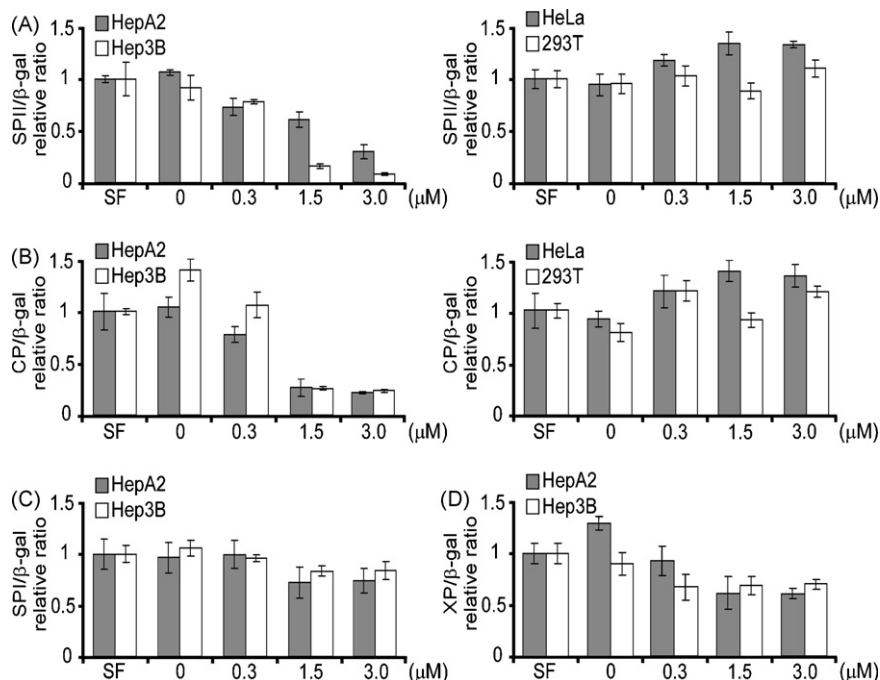 (A)
HepA2
Hep3B
SPII/β-gal
relative ratio
1.5
1
0.5
0
SF 0 0.3 1.5 3.0 (μM)
HeLa
293T
SPII/β-gal
relative ratio
1.5
1
0.5
0
SF 0 0.3 1.5 3.0 (μM)
(B)
HepA2
Hep3B
CP/β-gal
relative ratio
1.5
1
0.5
0
SF 0 0.3 1.5 3.0 (μM)
HeLa
293T
CP/β-gal
relative ratio
1.5
1
0.5
0
SF 0 0.3 1.5 3.0 (μM)
(C)
HepA2
Hep3B
SPI/β-gal
relative ratio
1.5
1
0.5
0
SF 0 0.3 1.5 3.0
(D)
HepA2
Hep3B
XP/β-gal
relative ratio
1.5
1
0.5
0
SF 0 0.3 1.5 3.0 (μM)